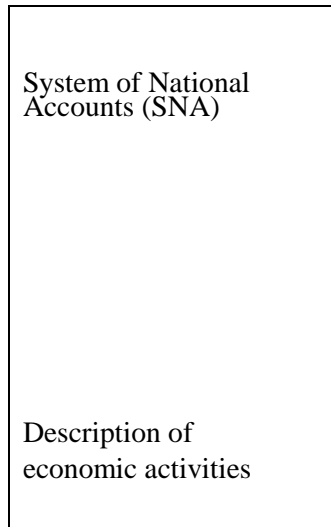 System of National
Accounts (SNA)
Description of
economic activities